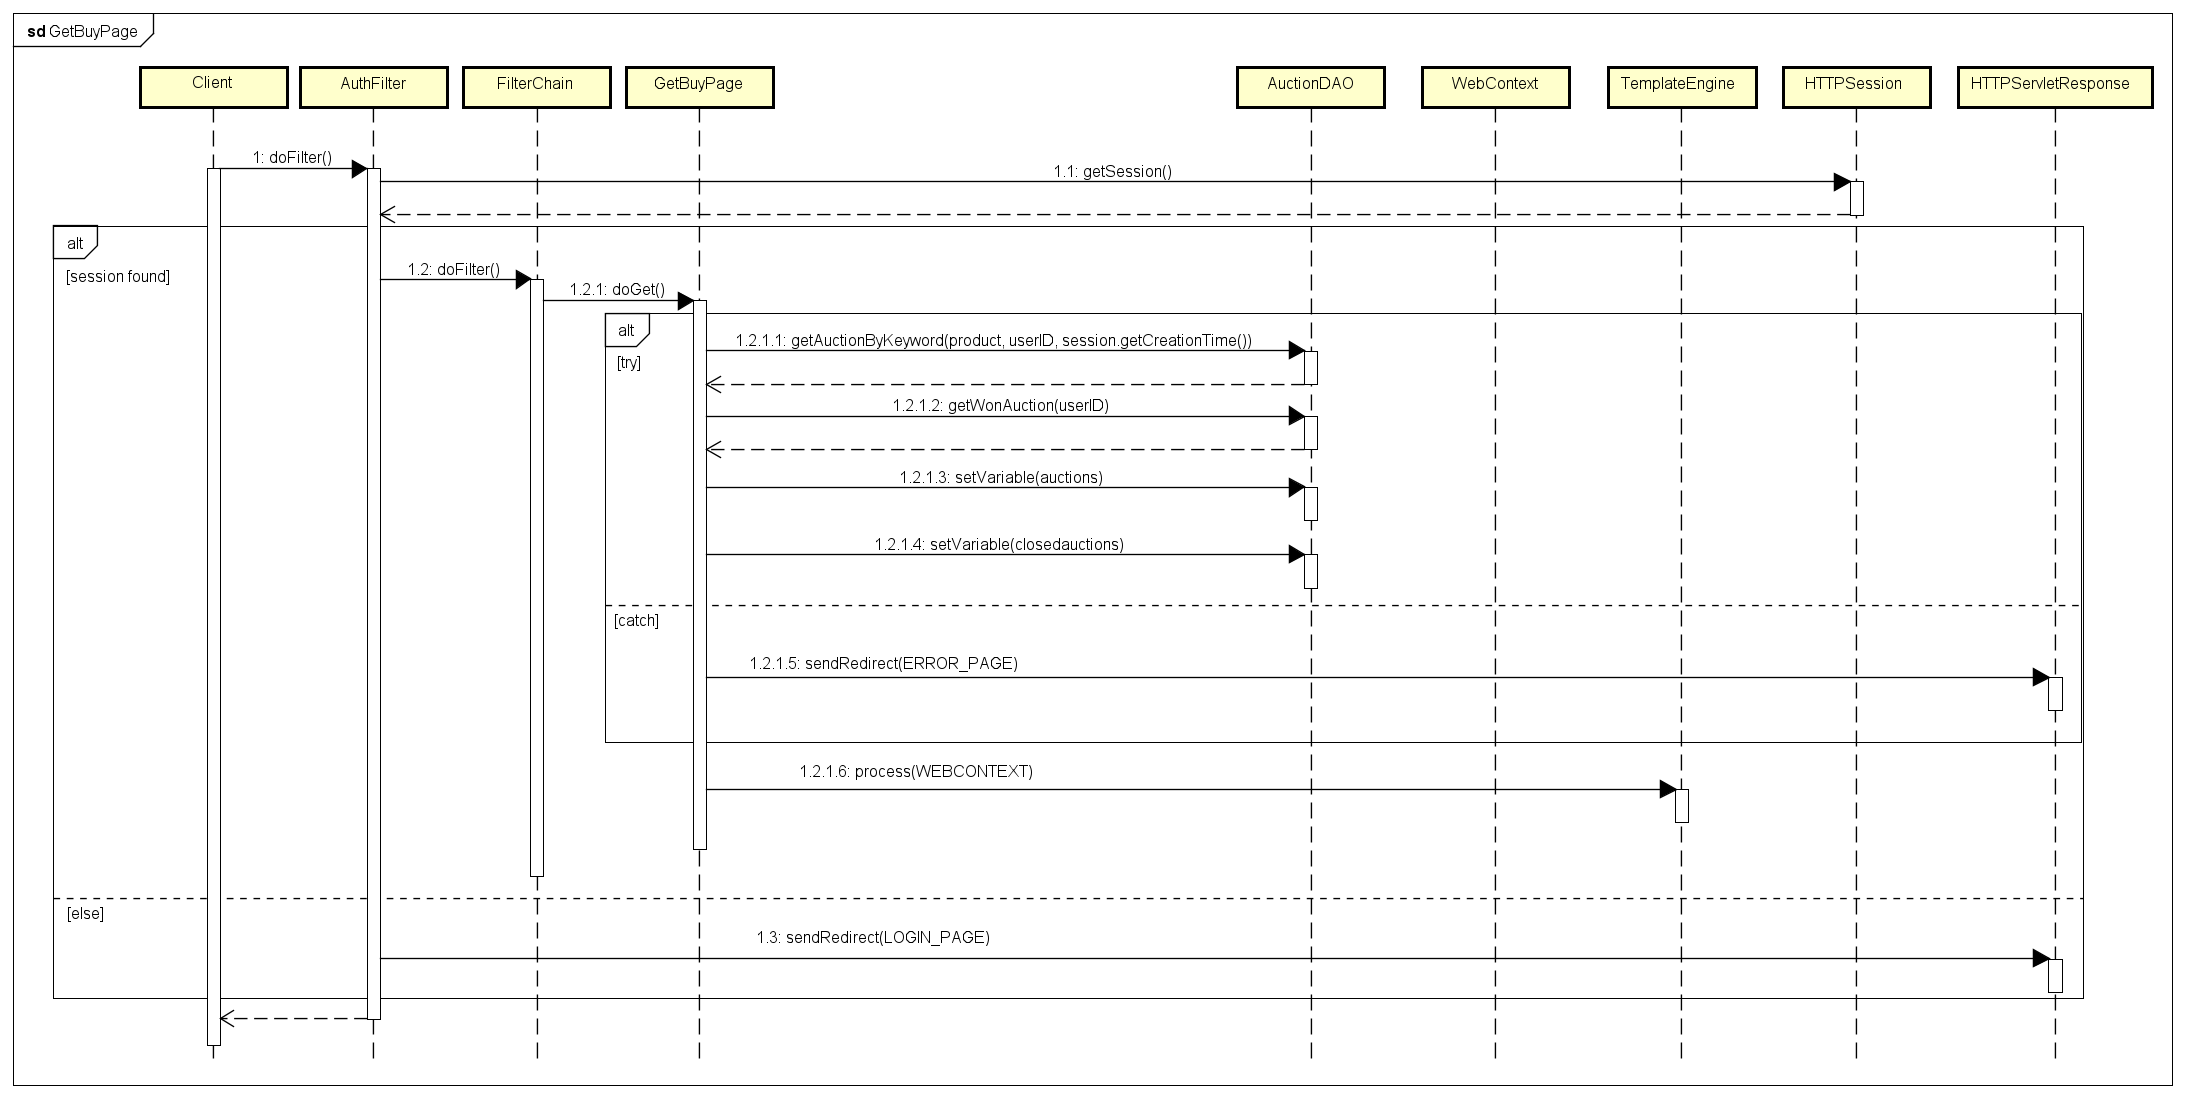 sd GetBuyPage
Client
AuthFilter
FilterChain
GetBuyPage
AuctionDAO
WebContext
TemplateEngine
HTTPSession
HTTPServletResponse
1: doFilter()
1.1: getSession()
alt
[session found]
1.2: doFilter()
1.2.1: doGet()
alt
[try]
1.2.1.1: getAuctionByKeyword(product, userID, session.getCreationTime())
1.2.1.2: getWonAuction(userID)
1.2.1.3: setVariable(auctions)
1.2.1.4: setVariable(closedauctions)
[catch]
1.2.1.5: sendRedirect(ERROR_PAGE)
1.2.1.6: process(WEBCONTEXT)
[else]
1.3: sendRedirect(LOGIN_PAGE)